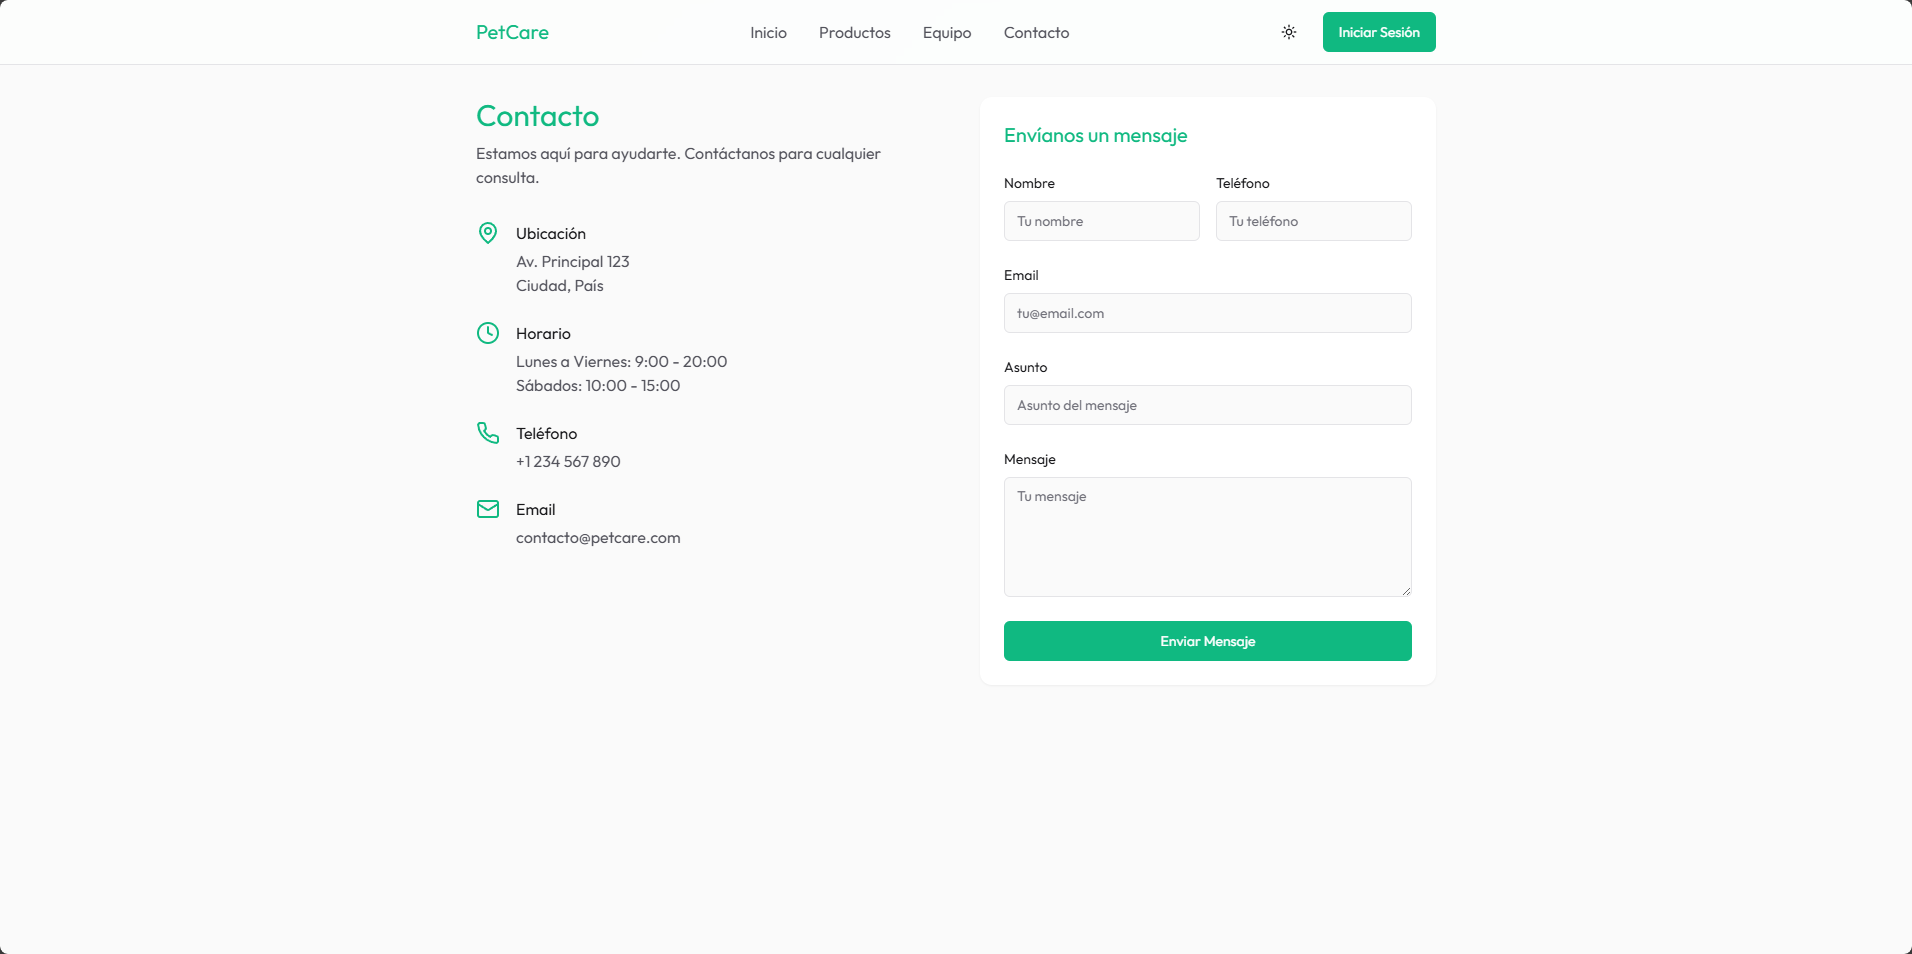 PetCare
Inicio
Productos
Equipo
Contacto
Iniciar Sesión
Contacto
Estamos aquí para ayudarte. Contáctanos para cualquier
consulta.
Ubicación
Av. Principal 123
Ciudad, País
Horario
Lunes a Viernes: 9:00 - 20:00
Sábados: 10:00 - 15:00
Teléfono
+1 234 567 890
Email
contacto@petcare.com
Envíanos un mensaje
Nombre
Teléfono
Tu nombre
Tu teléfono
Email
tu@email.com
Asunto
Asunto del mensaje
Mensaje
Tu mensaje
Enviar Mensaje